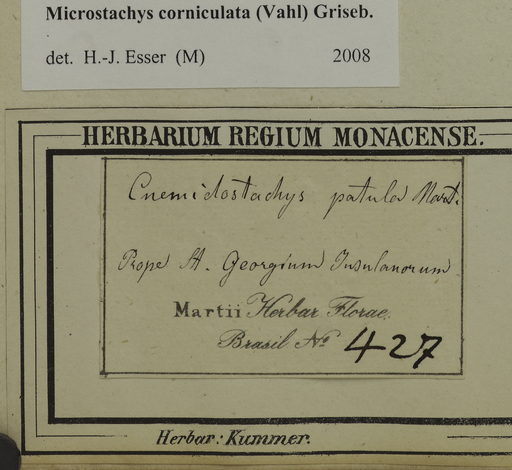 Microstachys corniculata (Vahl) Griseb.
det. H.-J. Esser (M) 2008
HERBARIUM REGIUM MONACENSE.
Cnemidostachys patula Mart.
Prope St. Georgium Insulanorum
Martii Herbar Florae
Brasil No 427
Herbar: Kummer.